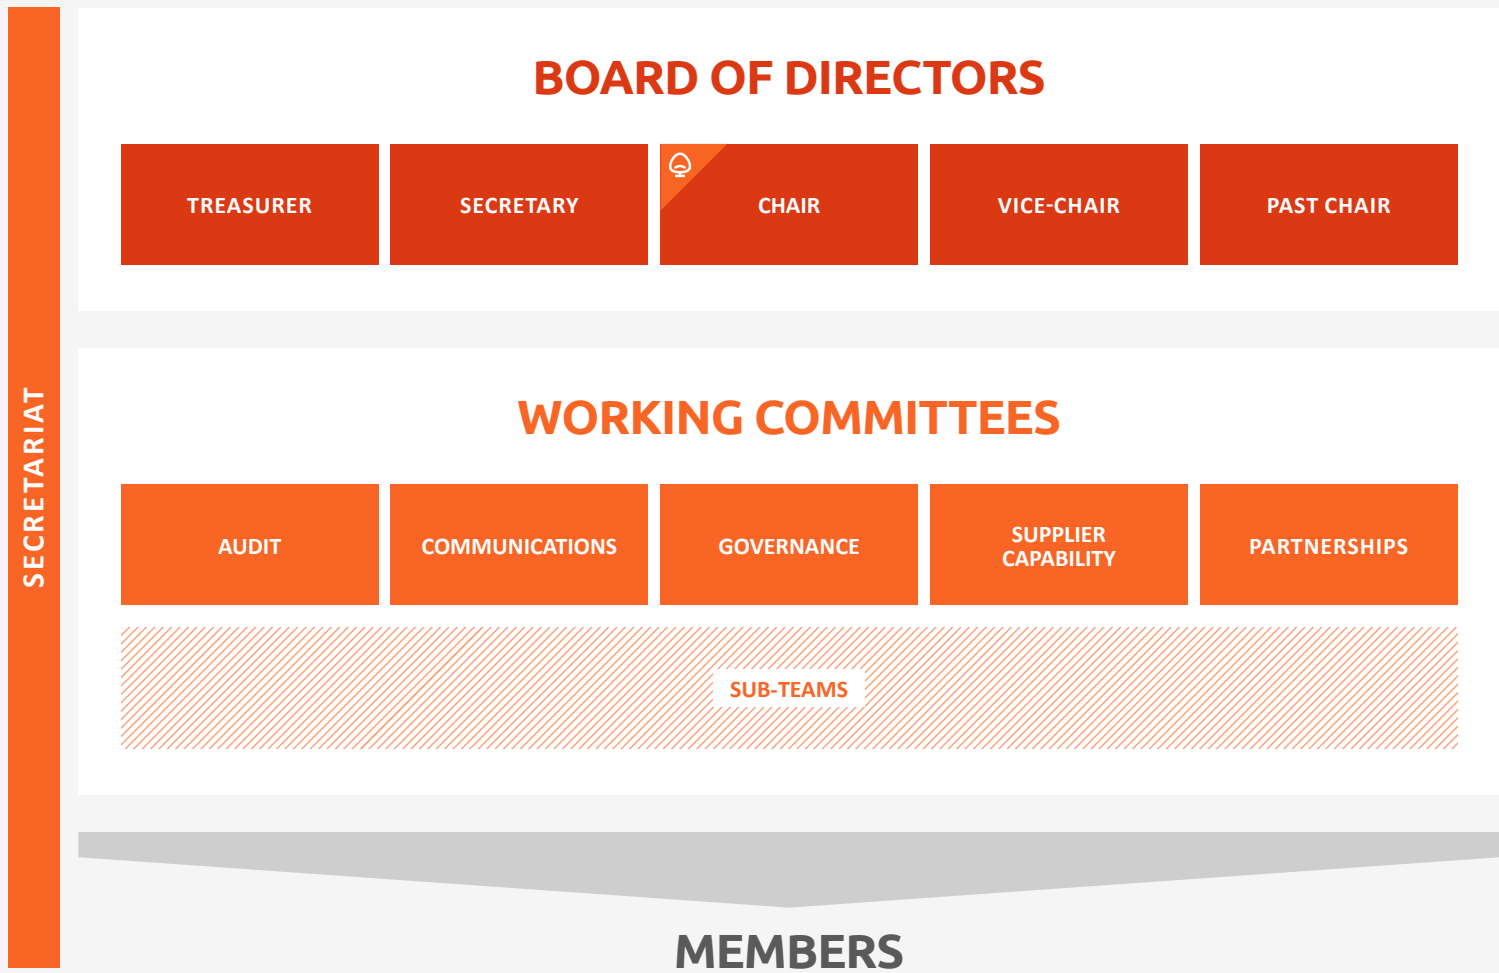 SECRETARIAT
BOARD OF DIRECTORS
TREASURER
SECRETARY
CHAIR
VICE-CHAIR
PAST CHAIR
WORKING COMMITTEES
AUDIT
COMMUNICATIONS
GOVERNANCE
SUPPLIER
CAPABILITY
PARTNERSHIPS
SUB-TEAMS
MEMBERS